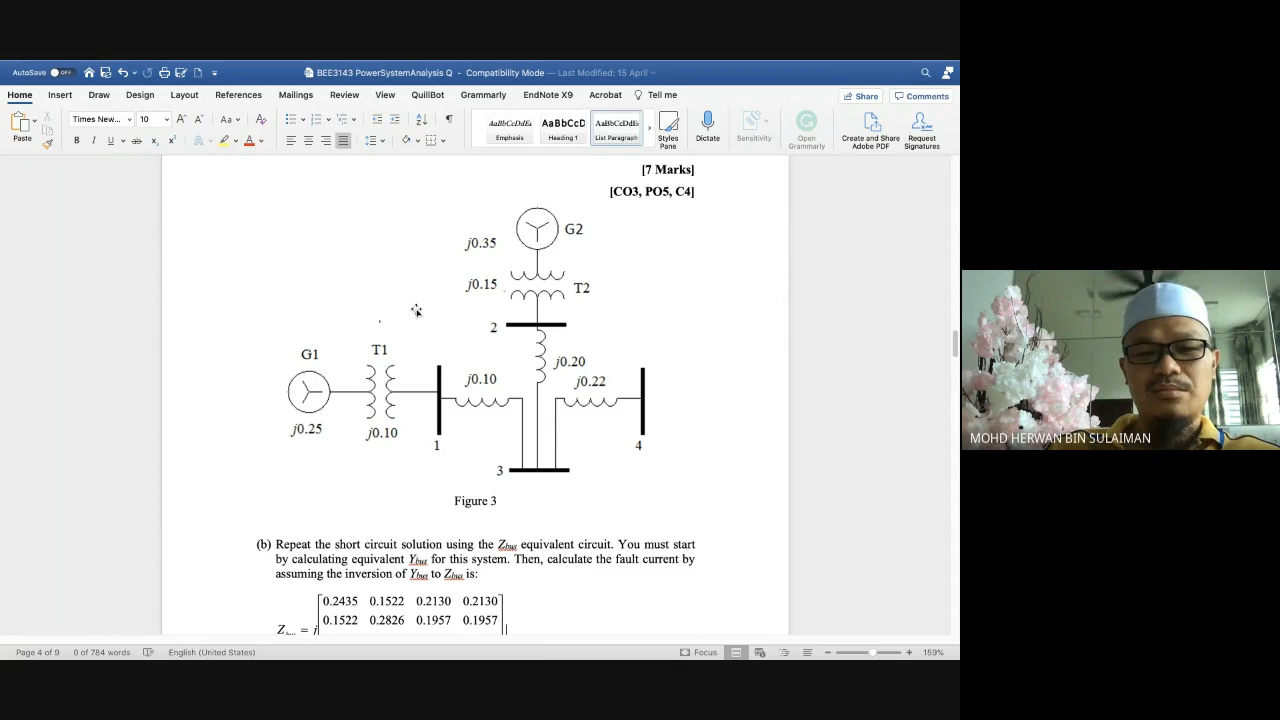 AutoSave OFF
BEE3143 PowerSystemAnalysis Q - Compatibility Mode — Last Modified: 15 April
Home Insert Draw Design Layout References Mailings Review View QuillBot Grammarly EndNote X9 Acrobat Tell me
Share Comments
Paste
Times New... 10
AaBbCcDdEe AaBbCcD AaBbCcDdEe
Emphasis Heading 1 List Paragraph
Styles Pane
Dictate
Sensitivity
Open Grammarly
Create and Share Adobe PDF
Request Signatures
[7 Marks]
[CO3, PO5, C4]
G2
j0.35
j0.15
T2
2
j0.20
G1
T1
j0.10
j0.22
j0.25
j0.10
1
4
3
Figure 3
(b) Repeat the short circuit solution using the Zbus equivalent circuit. You must start
by calculating equivalent Ybus for this system. Then, calculate the fault current by
assuming the inversion of Ybus to Zbus is:
0.2435 0.1522 0.2130 0.2130
0.1522 0.2826 0.1957 0.1957
Zbus = j
Page 4 of 9 0 of 784 words English (United States)
Focus
159%
MOHD HERWAN BIN SULAIMAN